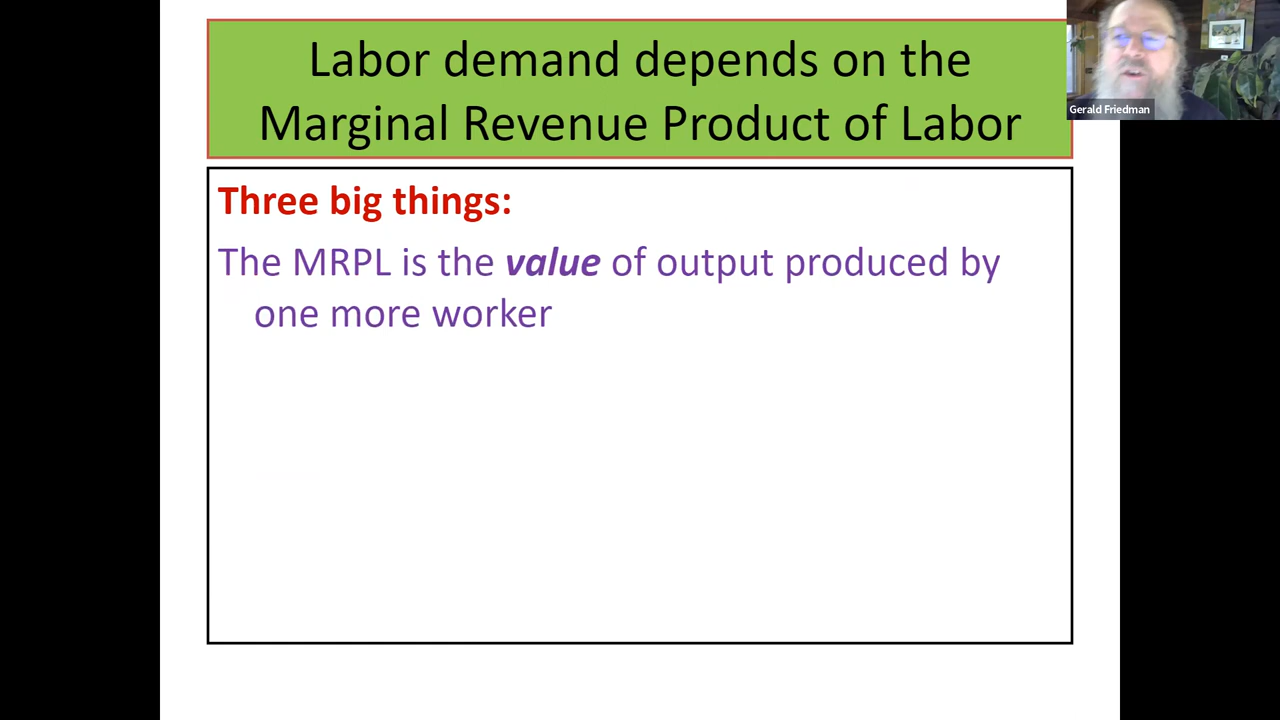 Labor demand depends on the
Marginal Revenue Product of Labor
Gerald Friedman
Three big things:
The MRPL is the value of output produced by
one more worker